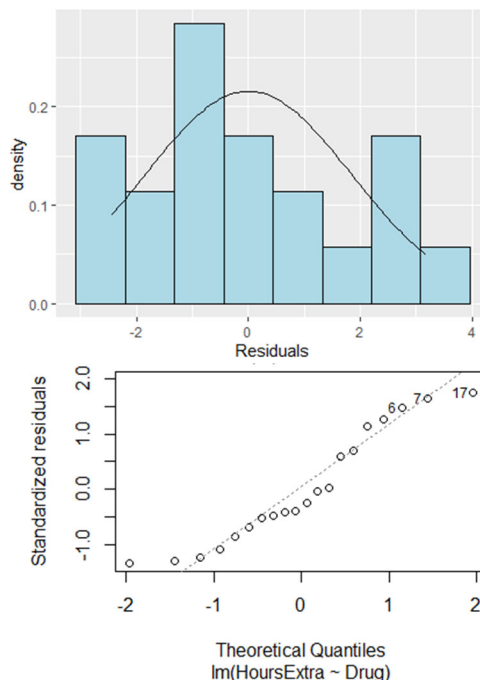 density
0.2
0.1
0.0
-2 0 2 4
Residuals
Standardized residuals
2.0
1.0
0.0
-1.0
6 7 17
-2 -1 0 1 2
Theoretical Quantiles
lm(HoursExtra ~ Drug)